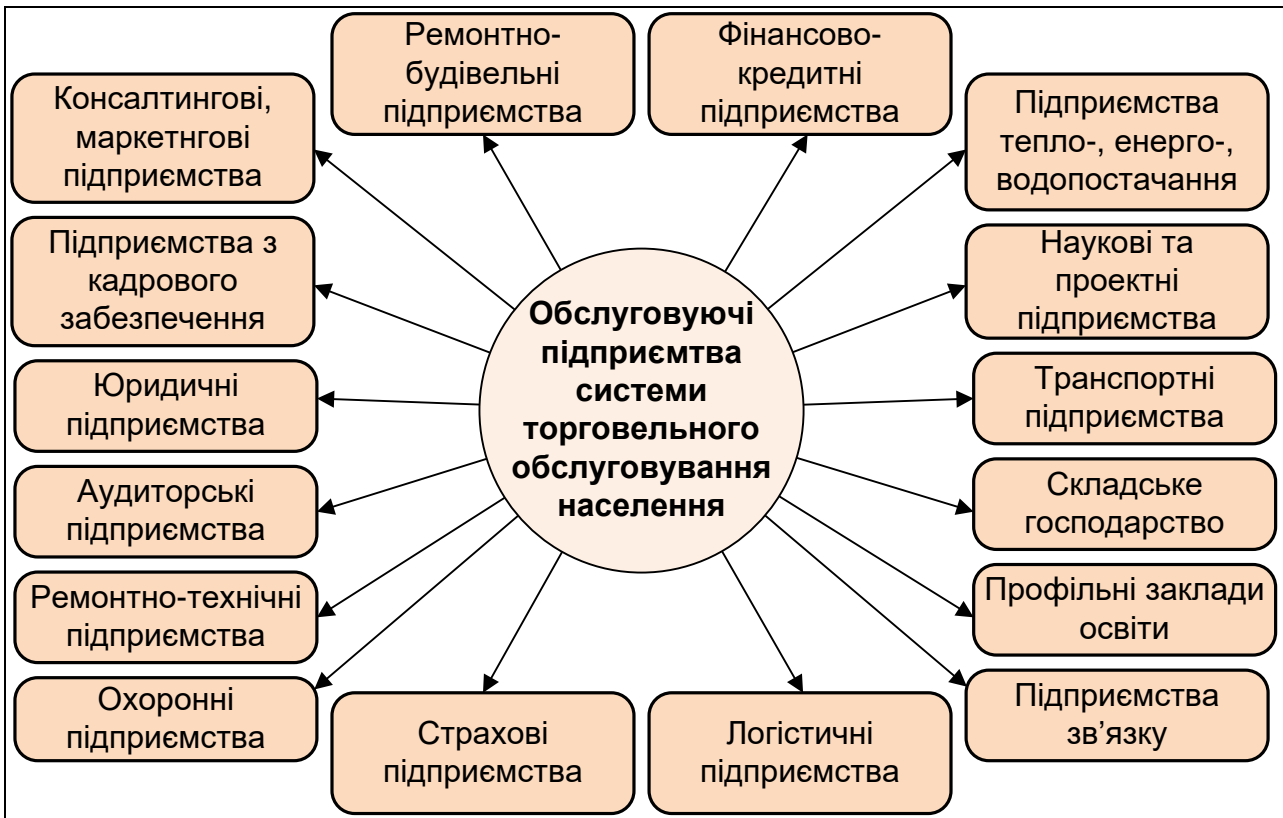 Ремонтно-
будівельні
підприємства
Фінансово-
кредитні
підприємства
Консалтингові,
маркетнгові
підприємства
Підприємства
тепло-, енерго-,
водопостачання
Підприємства з
кадрового
забезпечення
Наукові та
проектні
підприємства
Обслуговуючі
підприємтва
системи
торговельного
обслуговування
населення
Юридичні
підприємства
Транспортні
підприємства
Аудиторські
підприємства
Складське
господарство
Ремонтно-технічні
підприємства
Профільні заклади
освіти
Охоронні
підприємства
Страхові
підприємства
Логістичні
підприємства
Підприємства
зв’язку